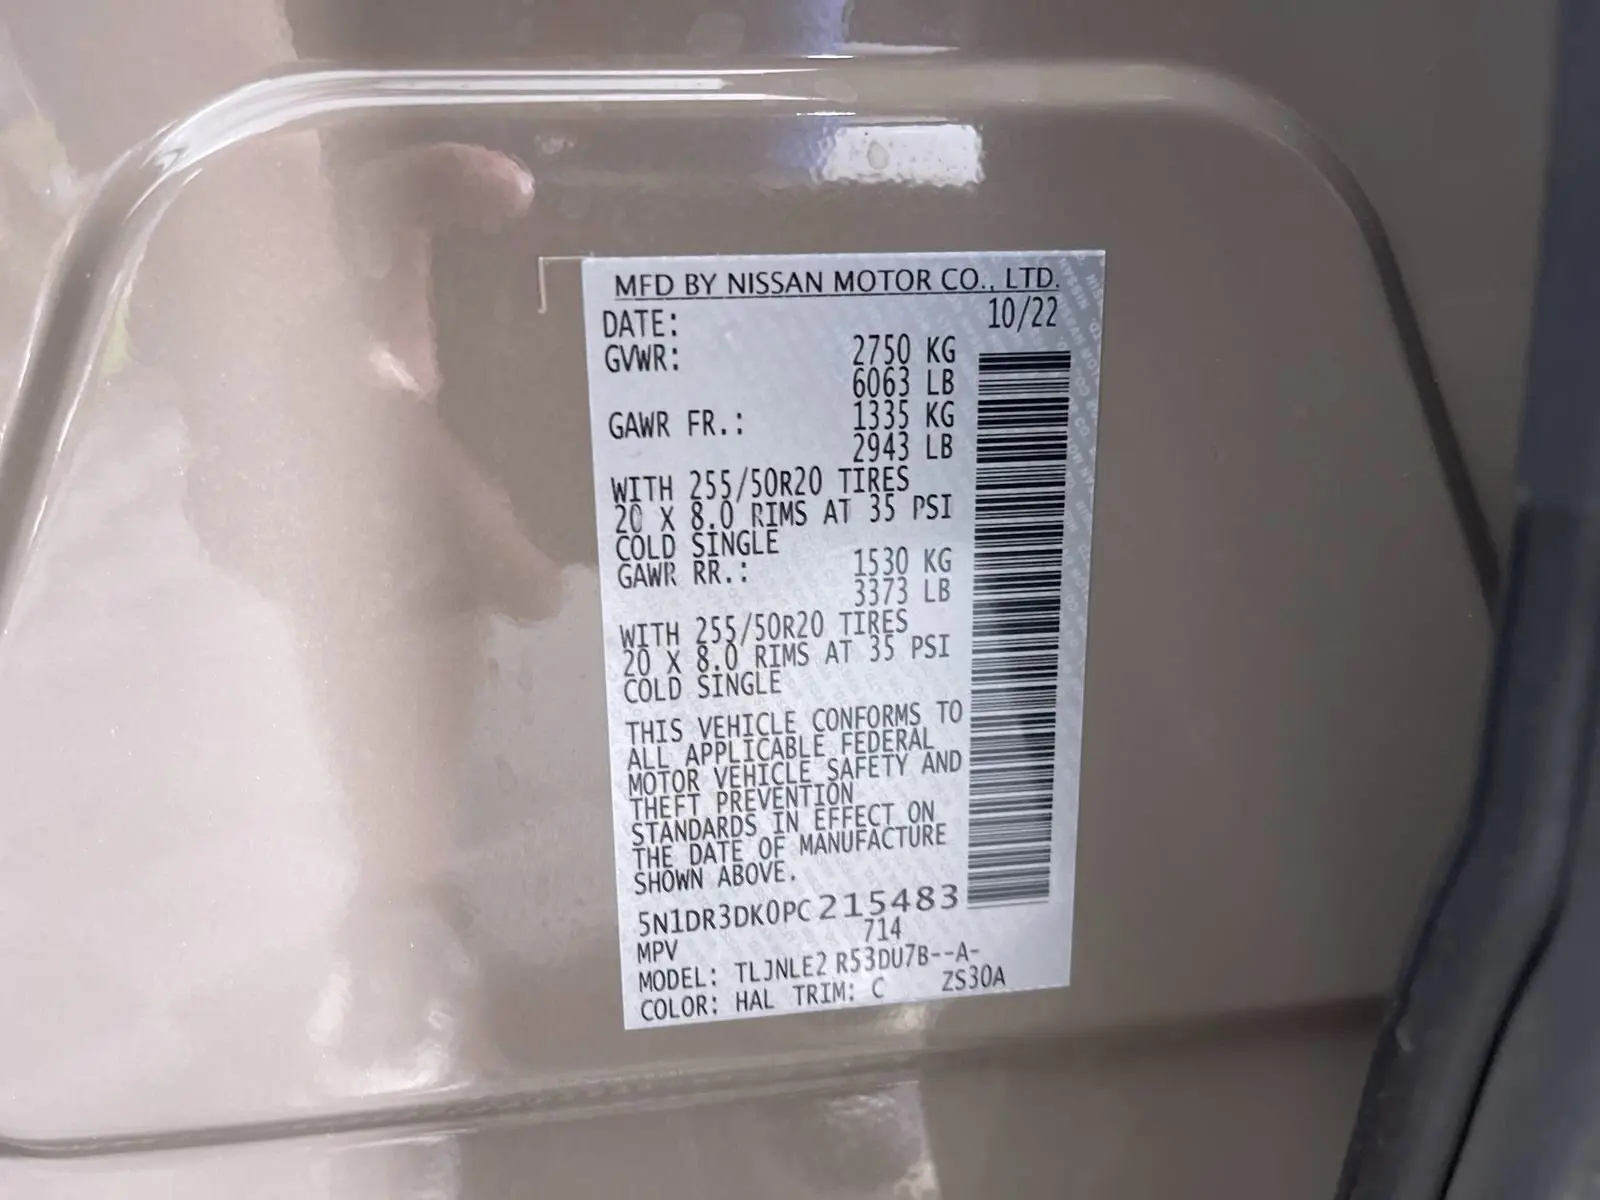 MFD BY NISSAN MOTOR CO., LTD.
DATE: 10/22
GVWR: 2750 KG
6063 LB
GAWR FR.: 1335 KG
2943 LB
WITH 255/50R20 TIRES
20 X 8.0 RIMS AT 35 PSI
COLD SINGLE
GAWR RR.: 1530 KG
3373 LB
WITH 255/50R20 TIRES
20 X 8.0 RIMS AT 35 PSI
COLD SINGLE
THIS VEHICLE CONFORMS TO
ALL APPLICABLE FEDERAL
MOTOR VEHICLE SAFETY AND
THEFT PREVENTION
STANDARDS IN EFFECT ON
THE DATE OF MANUFACTURE
SHOWN ABOVE.
5N1DR3DK0PC215483
MPV 714
MODEL: TLJNLE2 R53DU7B--A-
COLOR: HAL TRIM: C ZS30A